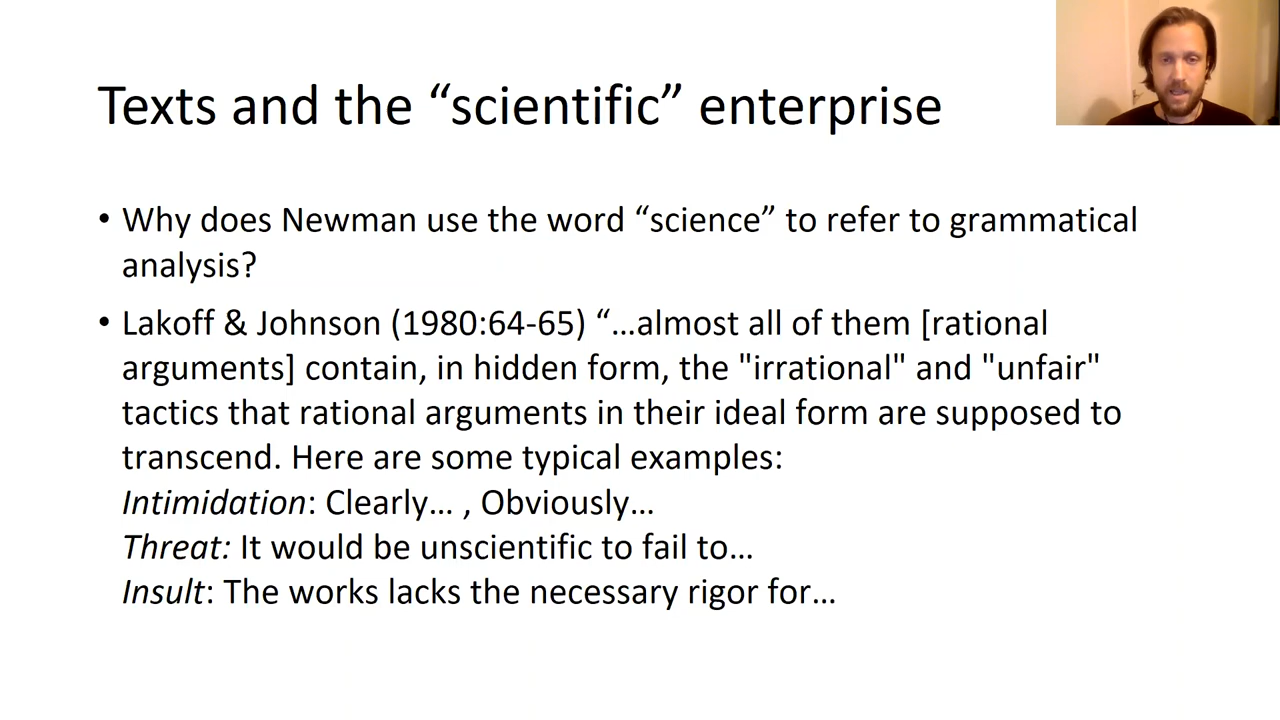 Texts and the “scientific” enterprise
• Why does Newman use the word “science” to refer to grammatical
analysis?
• Lakoff & Johnson (1980:64-65) “…almost all of them [rational
arguments] contain, in hidden form, the "irrational" and "unfair"
tactics that rational arguments in their ideal form are supposed to
transcend. Here are some typical examples:
Intimidation: Clearly… , Obviously…
Threat: It would be unscientific to fail to…
Insult: The works lacks the necessary rigor for…